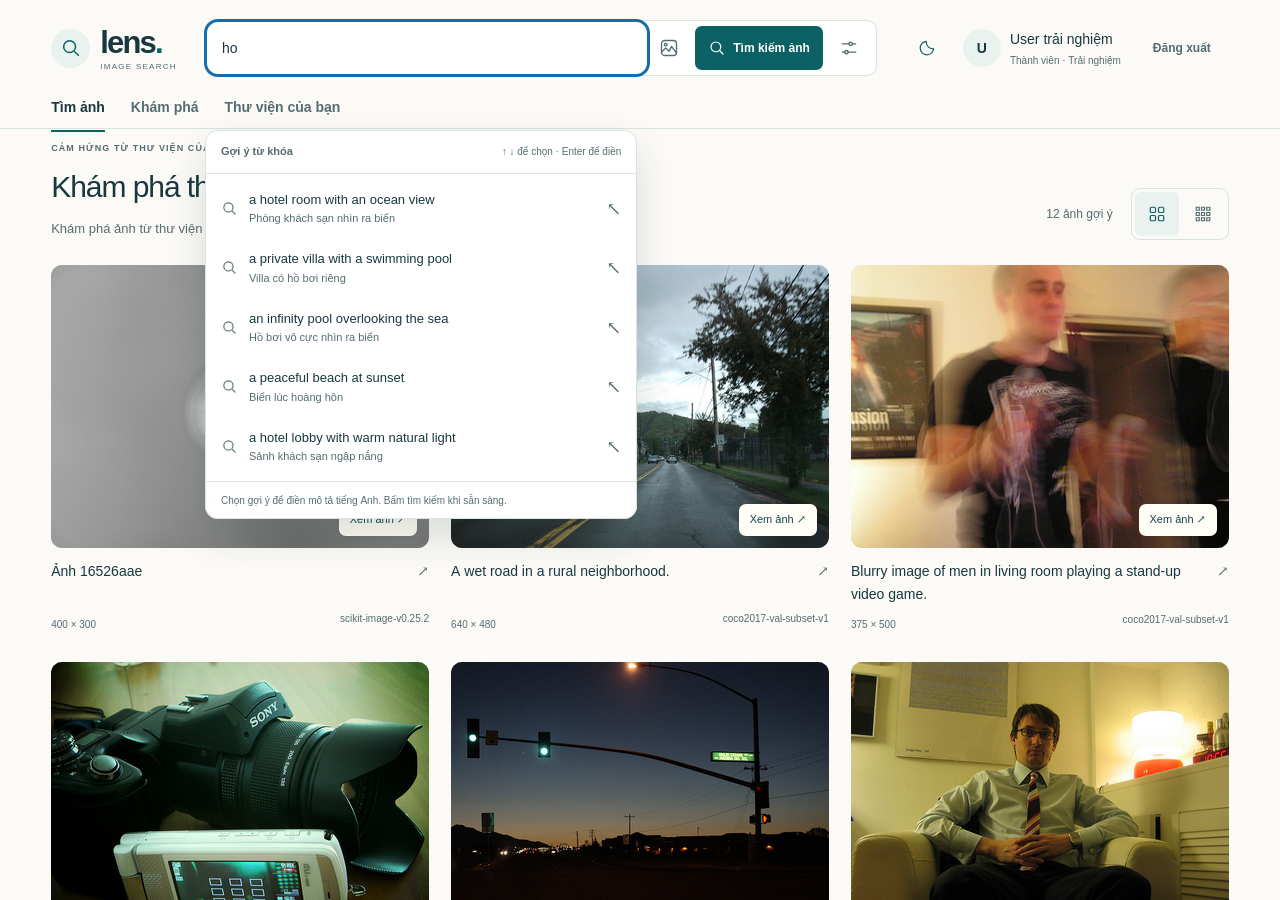 lens.
IMAGE SEARCH
ho
Tìm kiếm ảnh
U
User trải nghiệm
Thành viên · Trải nghiệm
Đăng xuất
Tìm ảnh
Khám phá
Thư viện của bạn
CẢM HỨNG TỪ THƯ VIỆN
Khám phá
Khám phá ảnh từ thư viện
12 ảnh gợi ý
Gợi ý từ khóa
↑ ↓ để chọn · Enter để điền
a hotel room with an ocean view
Phòng khách sạn nhìn ra biển
a private villa with a swimming pool
Villa có hồ bơi riêng
an infinity pool overlooking the sea
Hồ bơi vô cực nhìn ra biển
a peaceful beach at sunset
Biển lúc hoàng hôn
a hotel lobby with warm natural light
Sảnh khách sạn ngập nắng
Chọn gợi ý để điền mô tả tiếng Anh. Bấm tìm kiếm khi sẵn sàng.
usion
Xem ảnh ↗
Xem ảnh ↗
Xem ảnh ↗
Ảnh 16526aae ↗
400 × 300
scikit-image-v0.25.2
A wet road in a rural neighborhood. ↗
640 × 480
coco2017-val-subset-v1
Blurry image of men in living room playing a stand-up ↗
video game.
375 × 500
coco2017-val-subset-v1
SONY